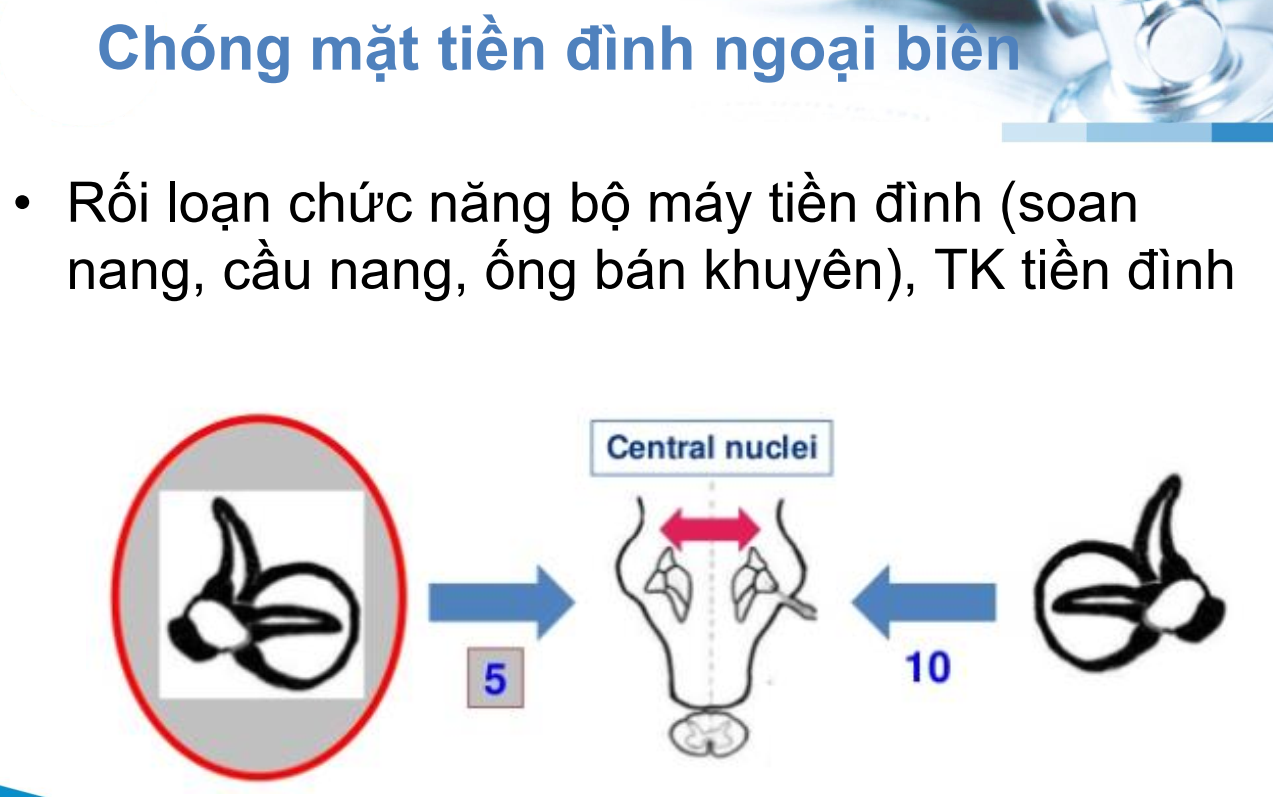 Chóng mặt tiền đình ngoại biên
• Rối loạn chức năng bộ máy tiền đình (soan
nang, cầu nang, ống bán khuyên), TK tiền đình
Central nuclei
5
10